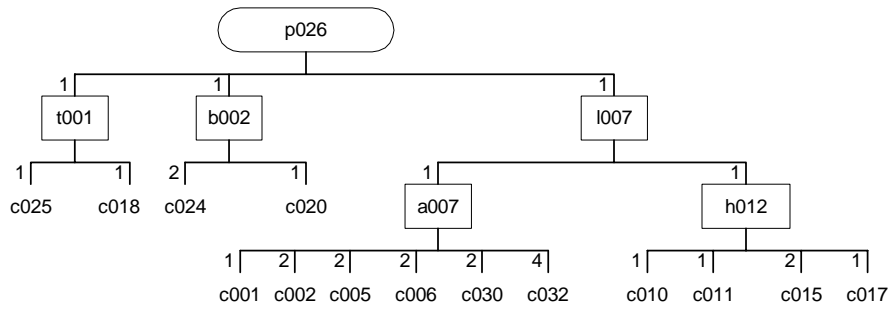 p026
1 1 1
t001 b002 l007
1 1 2 1 1 1
c025 c018 c024 c020 a007 h012
1 2 2 2 2 4 1 1 2 1
c001 c002 c005 c006 c030 c032 c010 c011 c015 c017